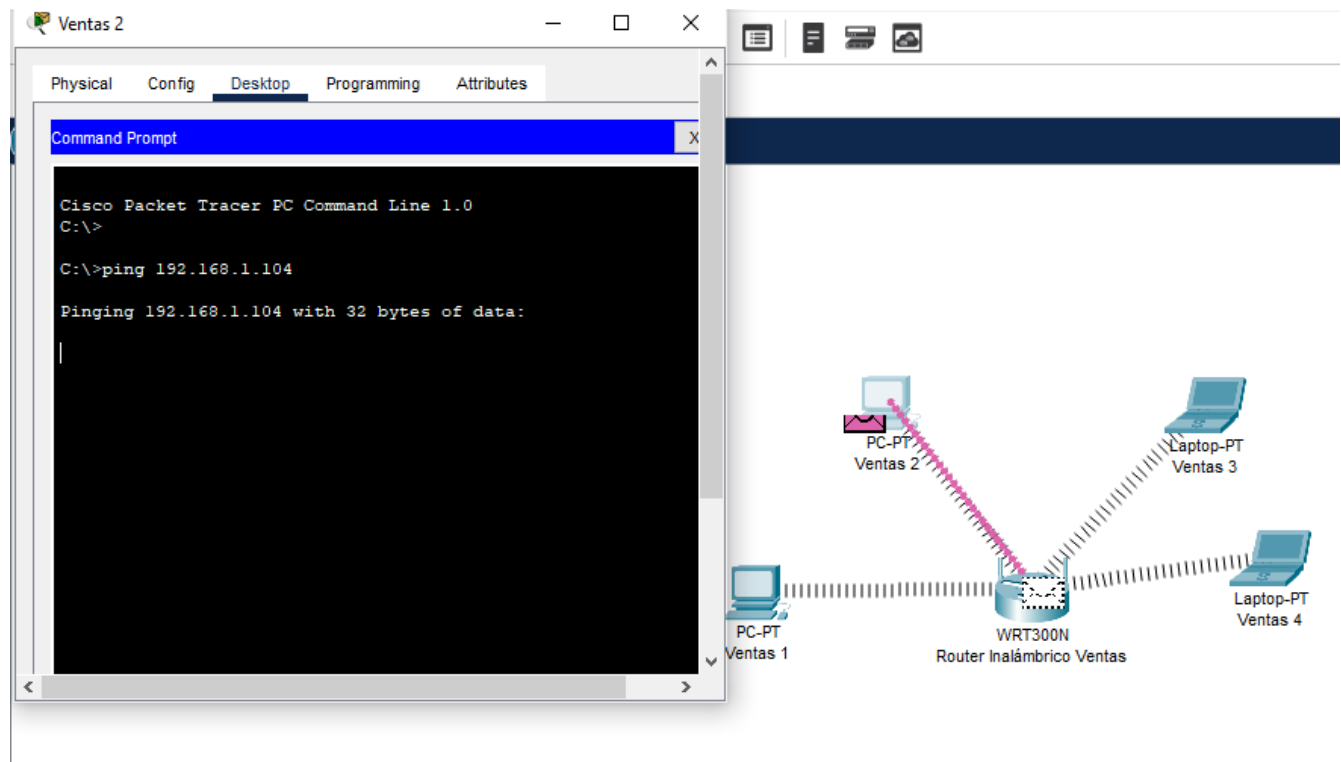 Ventas 2
Physical Config Desktop Programming Attributes
Command Prompt
X
Cisco Packet Tracer PC Command Line 1.0
C:\>
C:\>ping 192.168.1.104
Pinging 192.168.1.104 with 32 bytes of data:
PC-PT
Ventas 2
Laptop-PT
Ventas 3
PC-PT
Ventas 1
WRT300N
Router Inalámbrico Ventas
Laptop-PT
Ventas 4